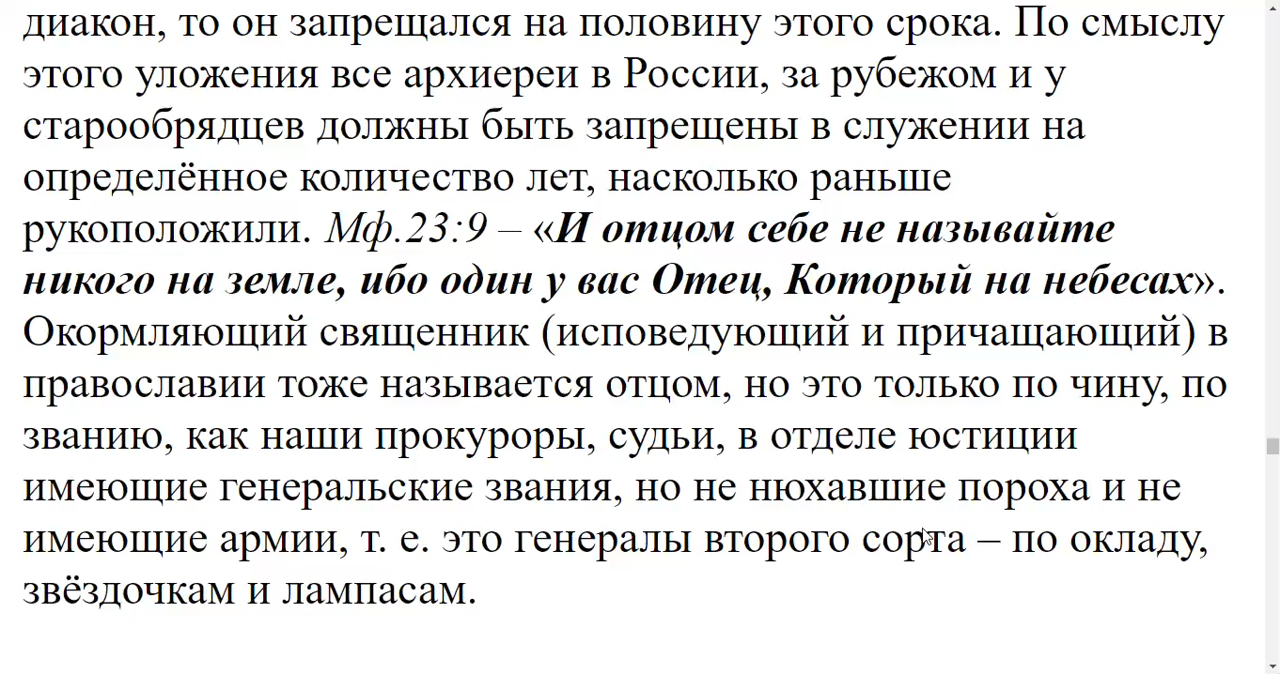 диакон, то он запрещался на половину этого срока. По смыслу
этого уложения все архиереи в России, за рубежом и у
старообрядцев должны быть запрещены в служении на
определённое количество лет, насколько раньше
рукоположили. Мф.23:9 – «И отцом себе не называйте
никого на земле, ибо один у вас Отец, Который на небесах».
Окормляющий священник (исповедующий и причащающий) в
православии тоже называется отцом, но это только по чину, по
званию, как наши прокуроры, судьи, в отделе юстиции
имеющие генеральские звания, но не нюхавшие пороха и не
имеющие армии, т. е. это генералы второго сорта – по окладу,
звёздочкам и лампасам.